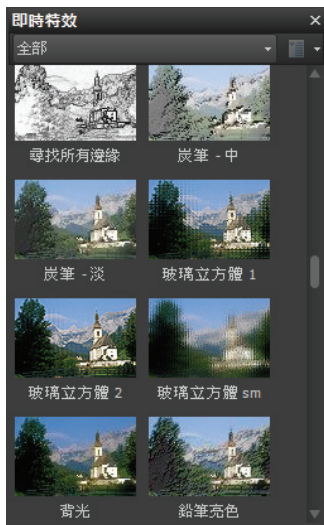 即時特效
全部
尋找所有邊緣
炭筆 - 中
炭筆 - 淡
玻璃立方體 1
玻璃立方體 2
玻璃立方體 sm
背光
鉛筆亮色